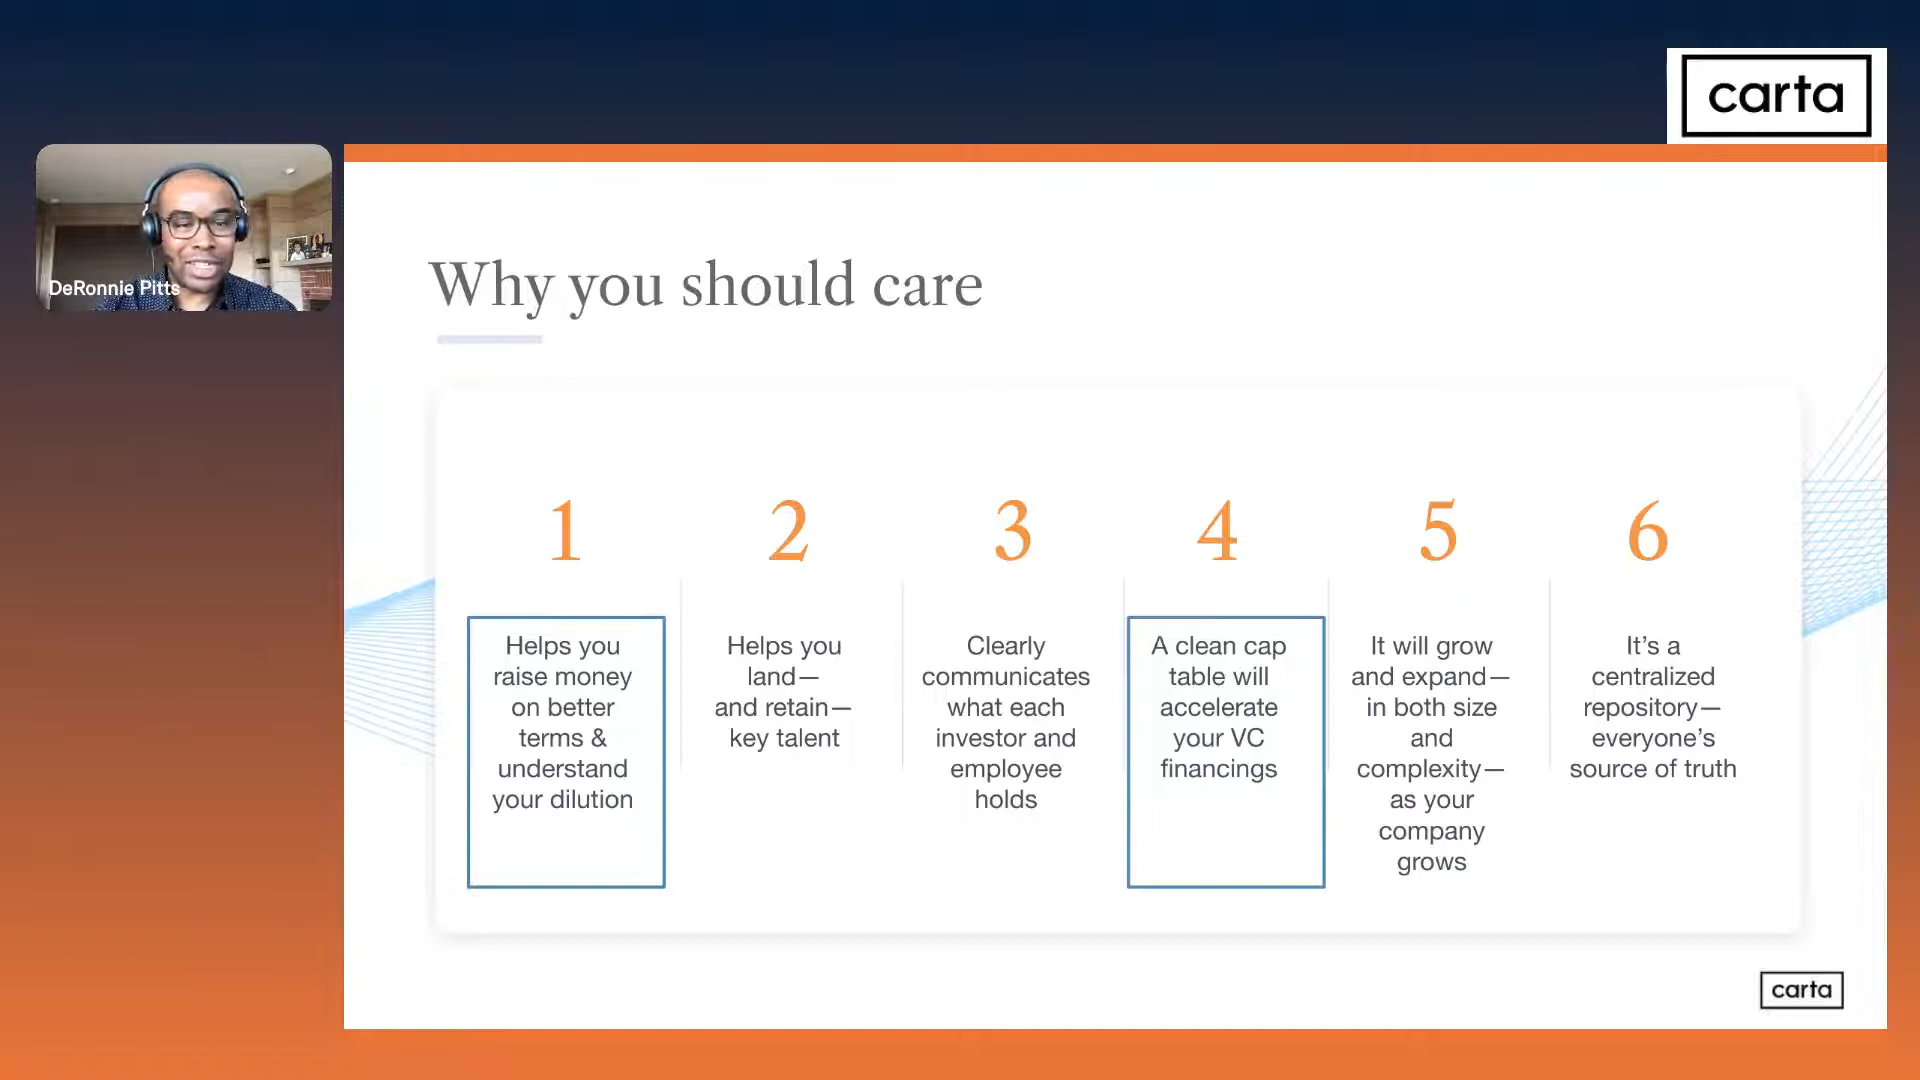 carta
DeRonnie Pitts
Why you should care
1
Helps you
raise money
on better
terms &
understand
your dilution
2
Helps you
land—
and retain—
key talent
3
Clearly
communicates
what each
investor and
employee
holds
4
A clean cap
table will
accelerate
your VC
financings
5
It will grow
and expand—
in both size
and
complexity—
as your
company
grows
6
It’s a
centralized
repository—
everyone’s
source of truth
carta